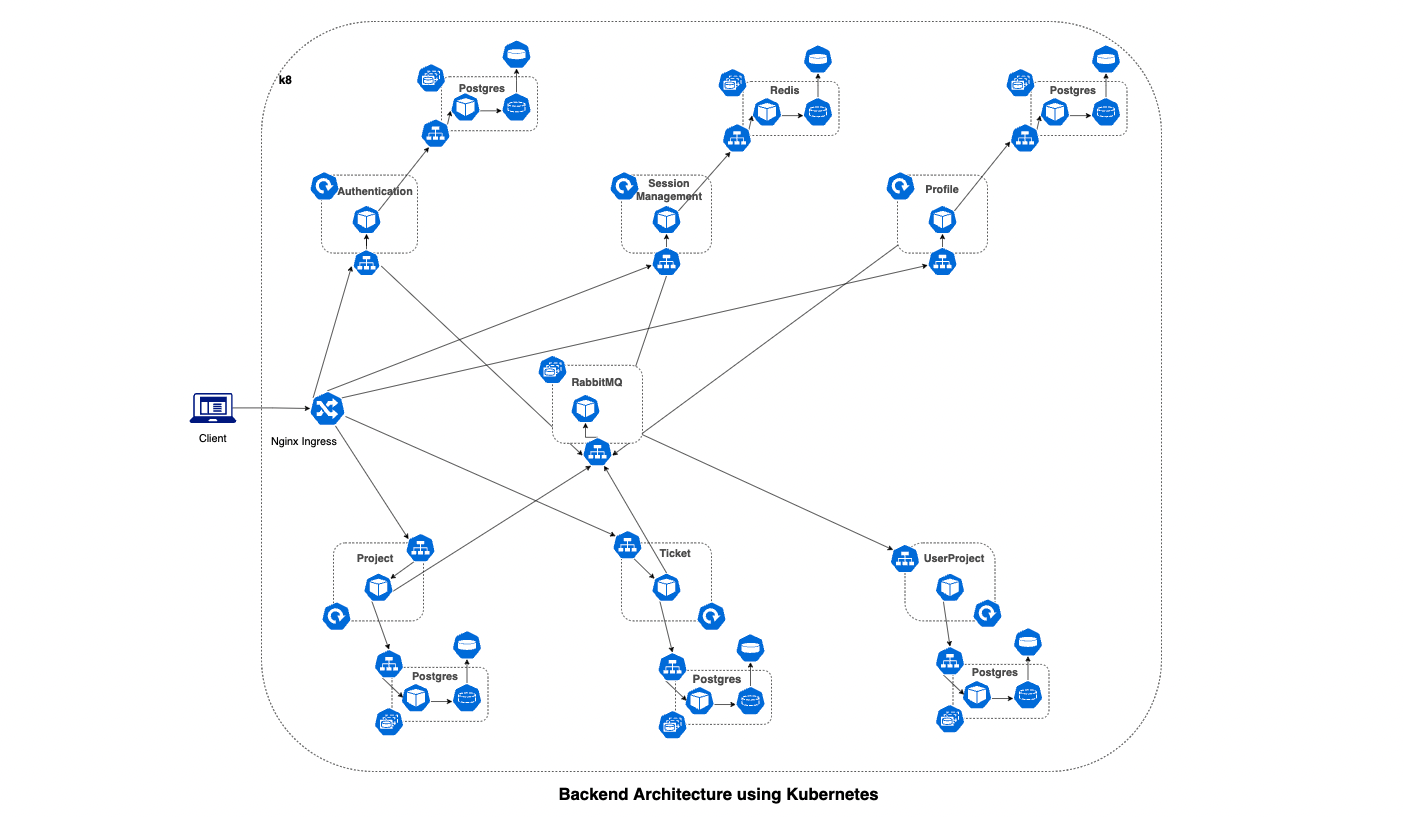 k8
Postgres
Redis
Postgres
Authentication
Session
Management
Profile
RabbitMQ
Client
Nginx Ingress
Project
Ticket
UserProject
Postgres
Postgres
Postgres
Backend Architecture using Kubernetes